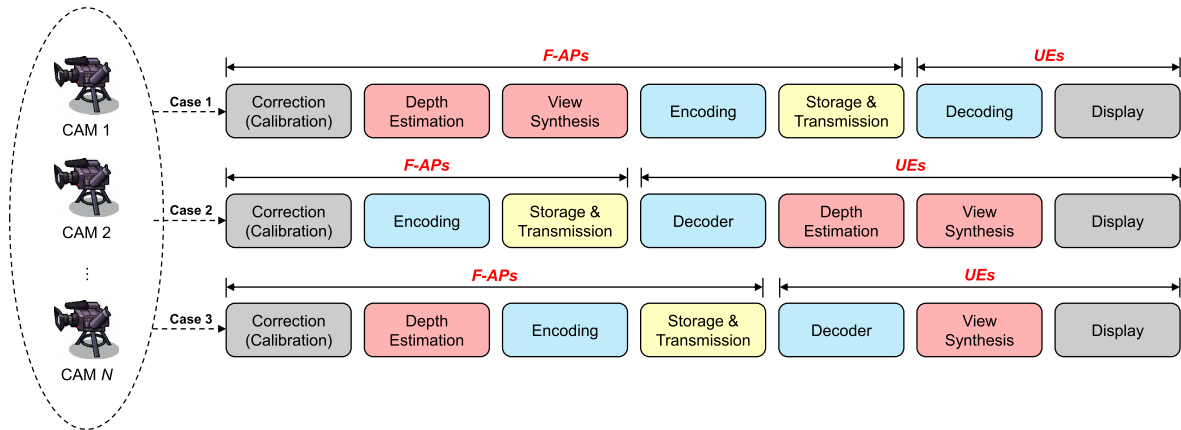 CAM 1
CAM 2
⋮
CAM N
F-APs
UEs
Case 1
Correction
(Calibration)
Depth
Estimation
View
Synthesis
Encoding
Storage &
Transmission
Decoding
Display
F-APs
UEs
Case 2
Correction
(Calibration)
Encoding
Storage &
Transmission
Decoder
Depth
Estimation
View
Synthesis
Display
F-APs
UEs
Case 3
Correction
(Calibration)
Depth
Estimation
Encoding
Storage &
Transmission
Decoder
View
Synthesis
Display